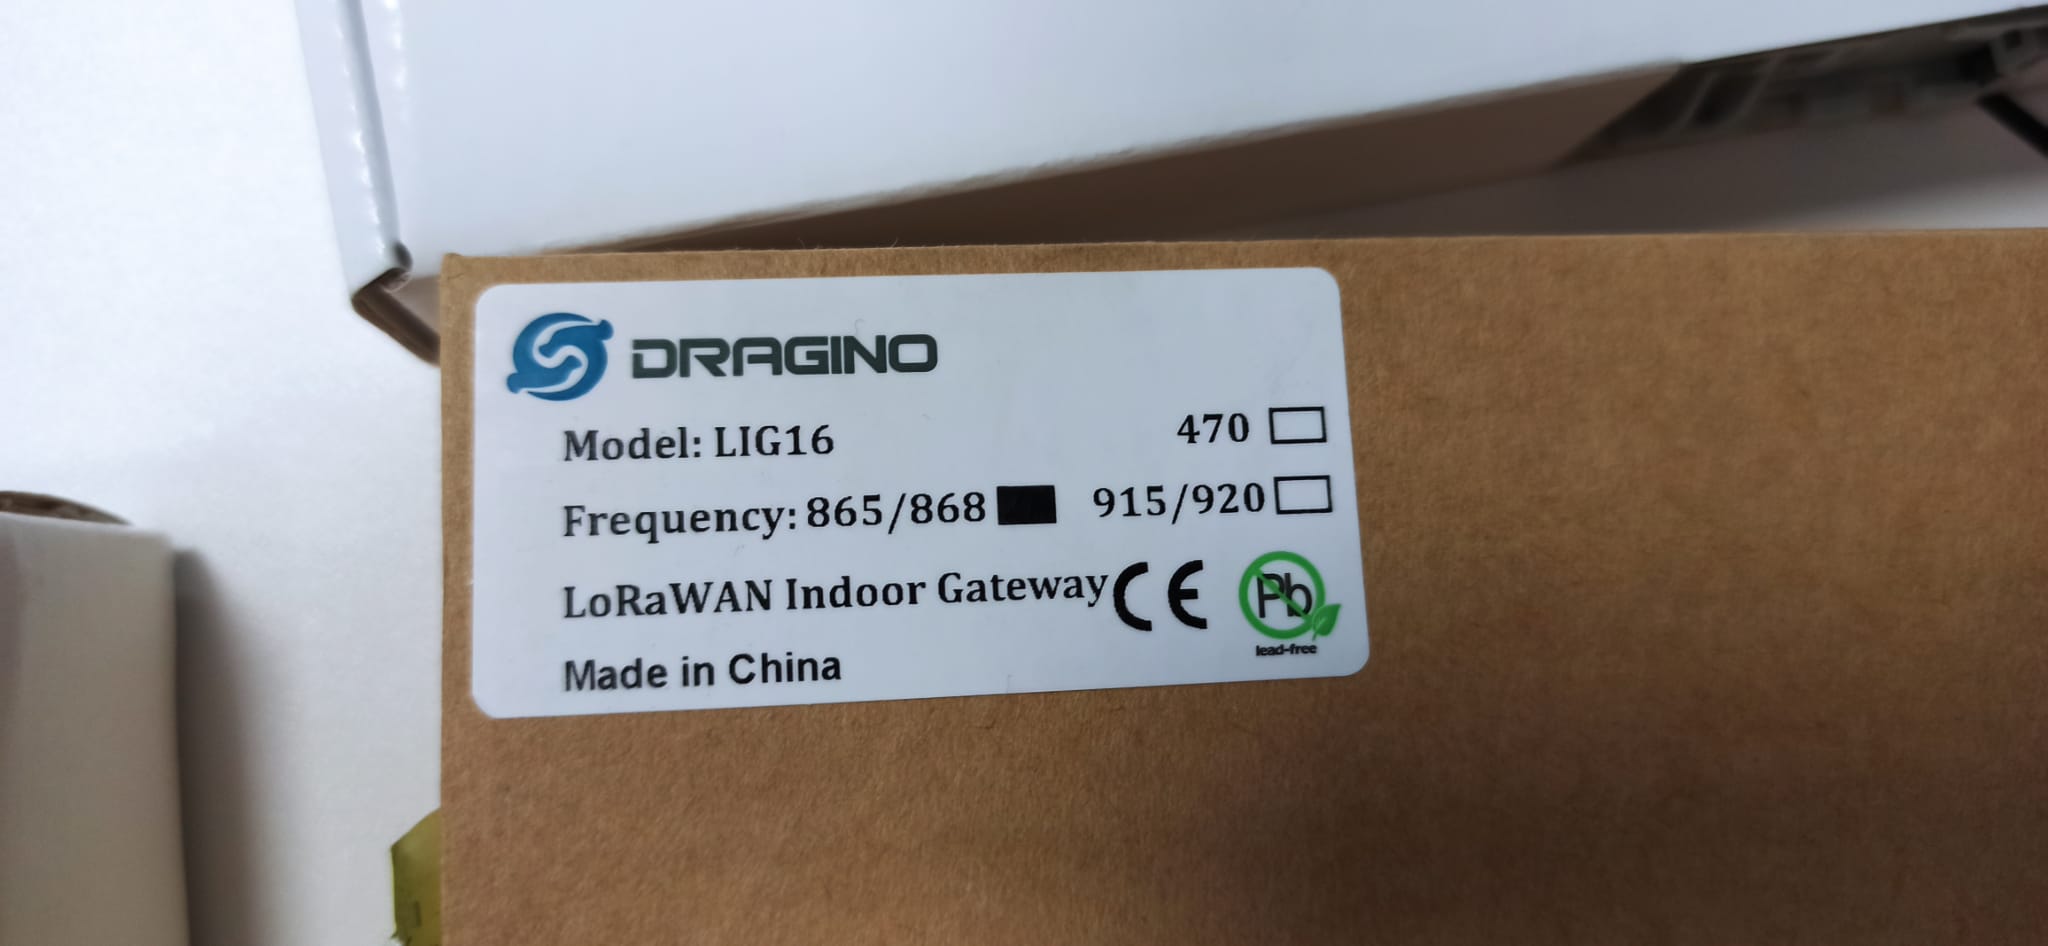 DRAGINO
Model: LIG16 470
Frequency: 865/868 915/920
LoRaWAN Indoor Gateway CE Pb
lead-free
Made in China